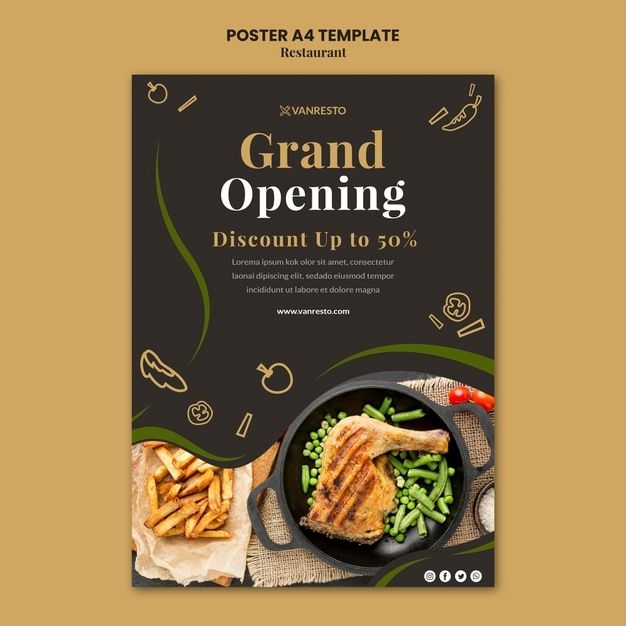 POSTER A4 TEMPLATE
Restaurant
VANRESTO
Grand
Opening
Discount Up to 50%
Lorema ipsum kok olor sit amet, consectetur
laonai dipiscing elit, sedado eiusmod tempor
incididunt ut labore et dolore magna
www.vanresto.com